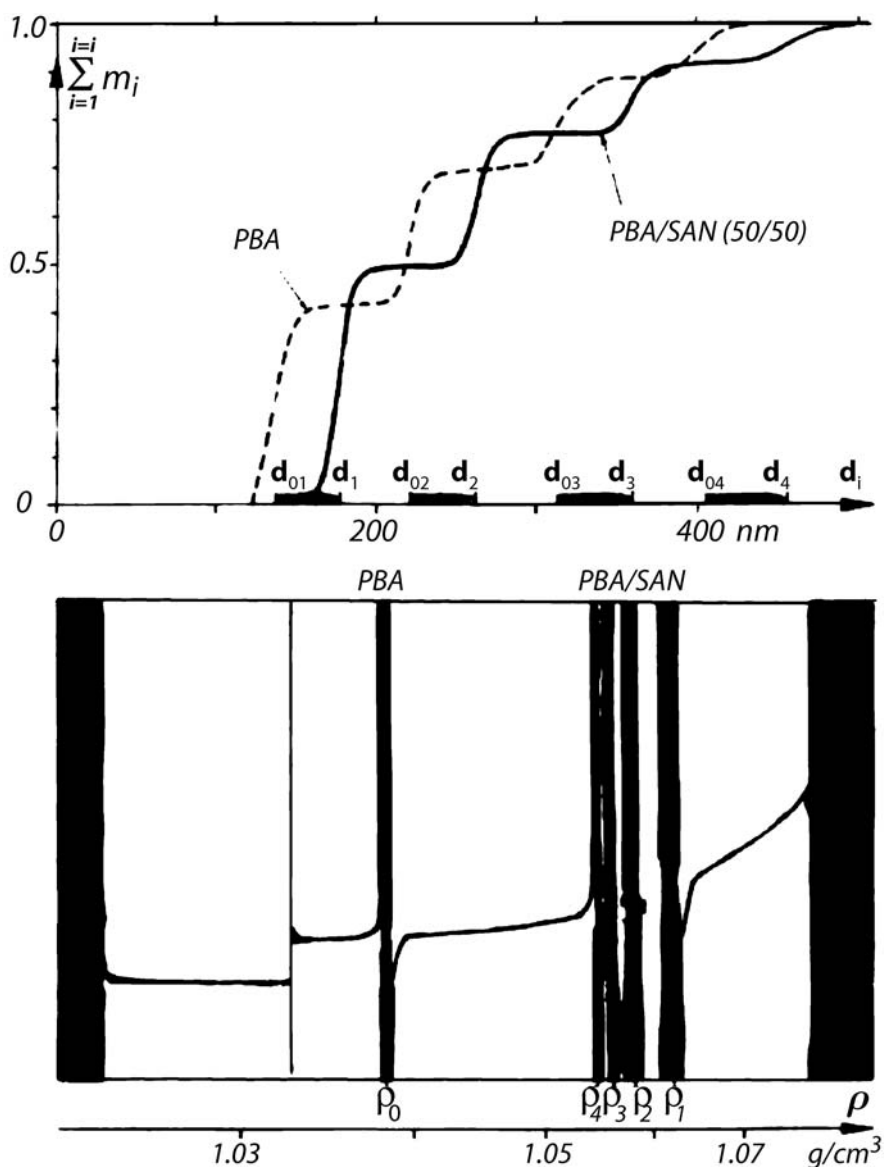 1.0
i=i
∑ mᵢ
i=1
PBA
PBA/SAN (50/50)
0.5
d₀₁ d₁ d₀₂ d₂ d₀₃ d₃ d₀₄ d₄ dᵢ
0
0 200 400 nm
PBA PBA/SAN
ρ₀ ρ₄ ρ₃ ρ₂ ρ₁ ρ
1.03 1.05 1.07 g/cm³